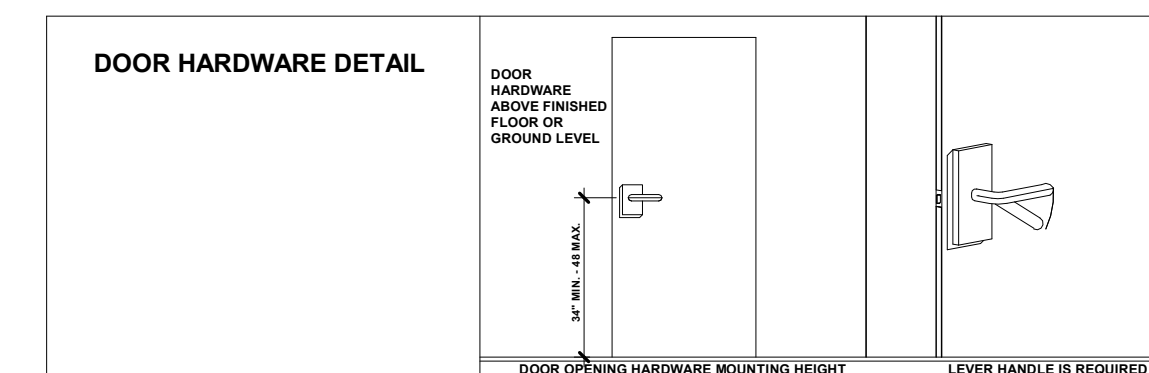 DOOR HARDWARE DETAIL
DOOR
HARDWARE
ABOVE FINISHED
FLOOR OR
GROUND LEVEL
34" MIN. - 48 MAX.
DOOR OPENING HARDWARE MOUNTING HEIGHT
LEVER HANDLE IS REQUIRED